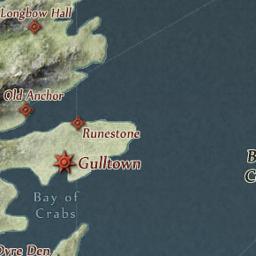 Longbow Hall
Old Anchor
Runestone
Gulltown
B
Bay of
C
Crabs
Dyre Den